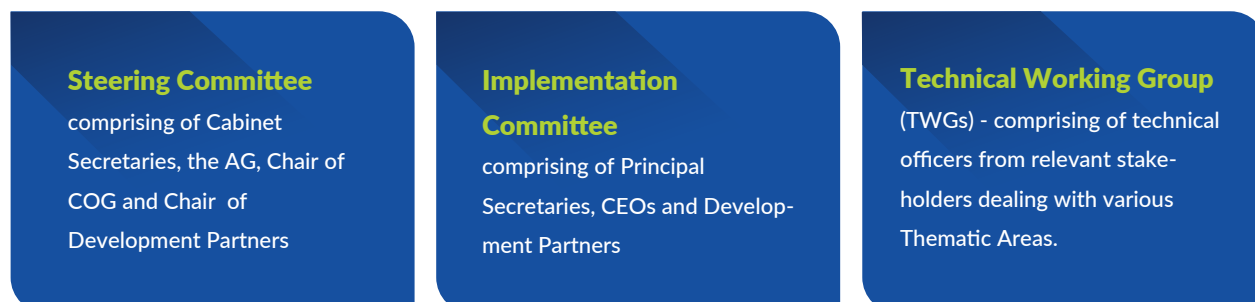 Steering Committee
comprising of Cabinet
Secretaries, the AG, Chair of
COG and Chair of
Development Partners
Implementation
Committee
comprising of Principal
Secretaries, CEOs and Develop-
ment Partners
Technical Working Group
(TWGs) - comprising of technical
officers from relevant stake-
holders dealing with various
Thematic Areas.